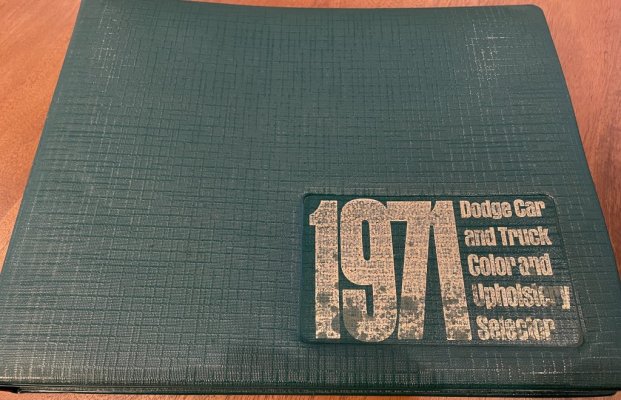 1971
Dodge Car
and Truck
Color and
Upholstery
Selector